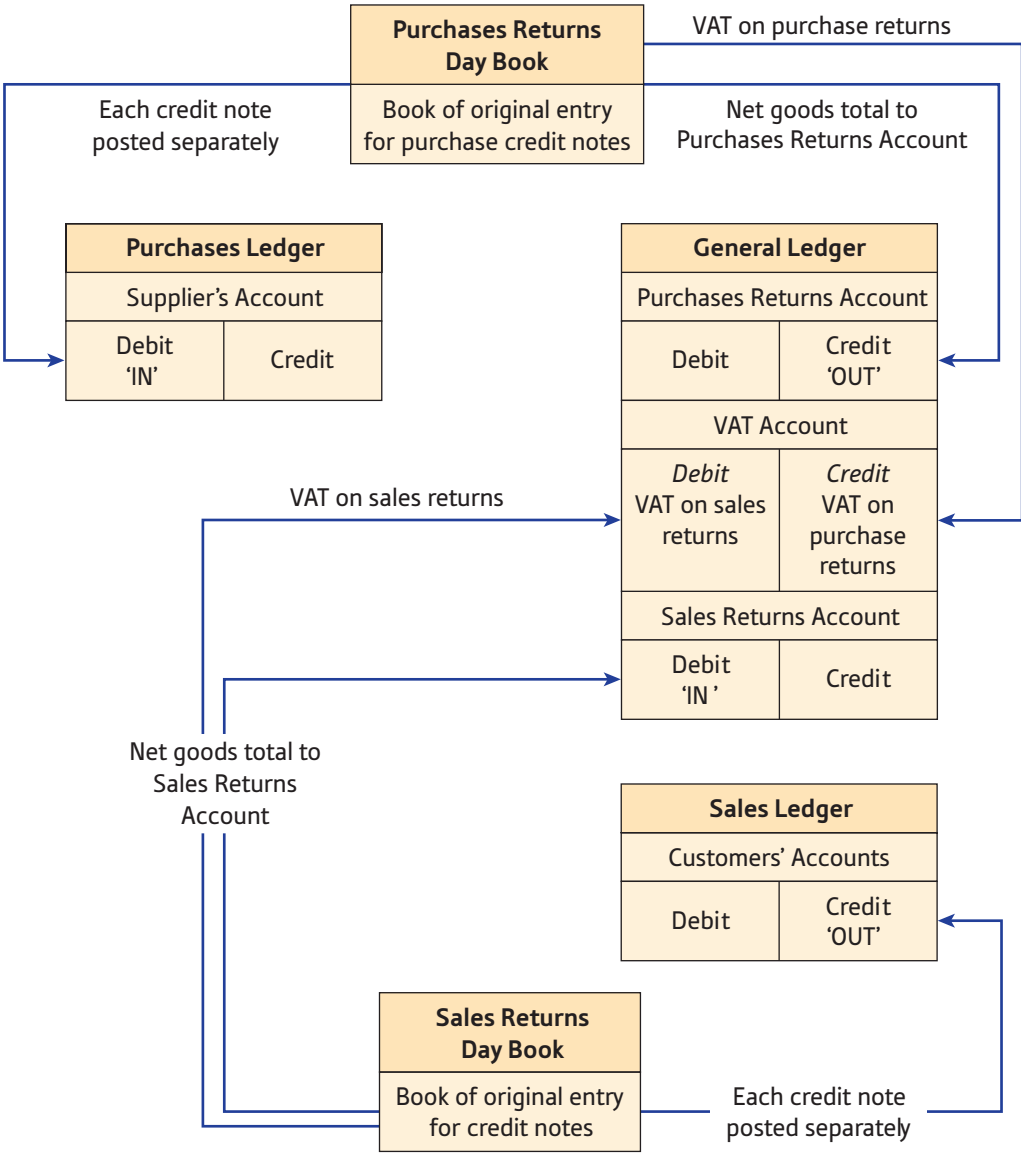 Purchases Returns
Day Book
Book of original entry
for purchase credit notes
VAT on purchase returns
Each credit note
posted separately
Net goods total to
Purchases Returns Account
Purchases Ledger
Supplier's Account
Debit
‘IN’
Credit
General Ledger
Purchases Returns Account
Debit
Credit
‘OUT’
VAT Account
Debit
VAT on sales
returns
Credit
VAT on
purchase
returns
Sales Returns Account
Debit
‘IN ’
Credit
VAT on sales returns
Net goods total to
Sales Returns
Account
Sales Ledger
Customers’ Accounts
Debit
Credit
‘OUT’
Sales Returns
Day Book
Book of original entry
for credit notes
Each credit note
posted separately